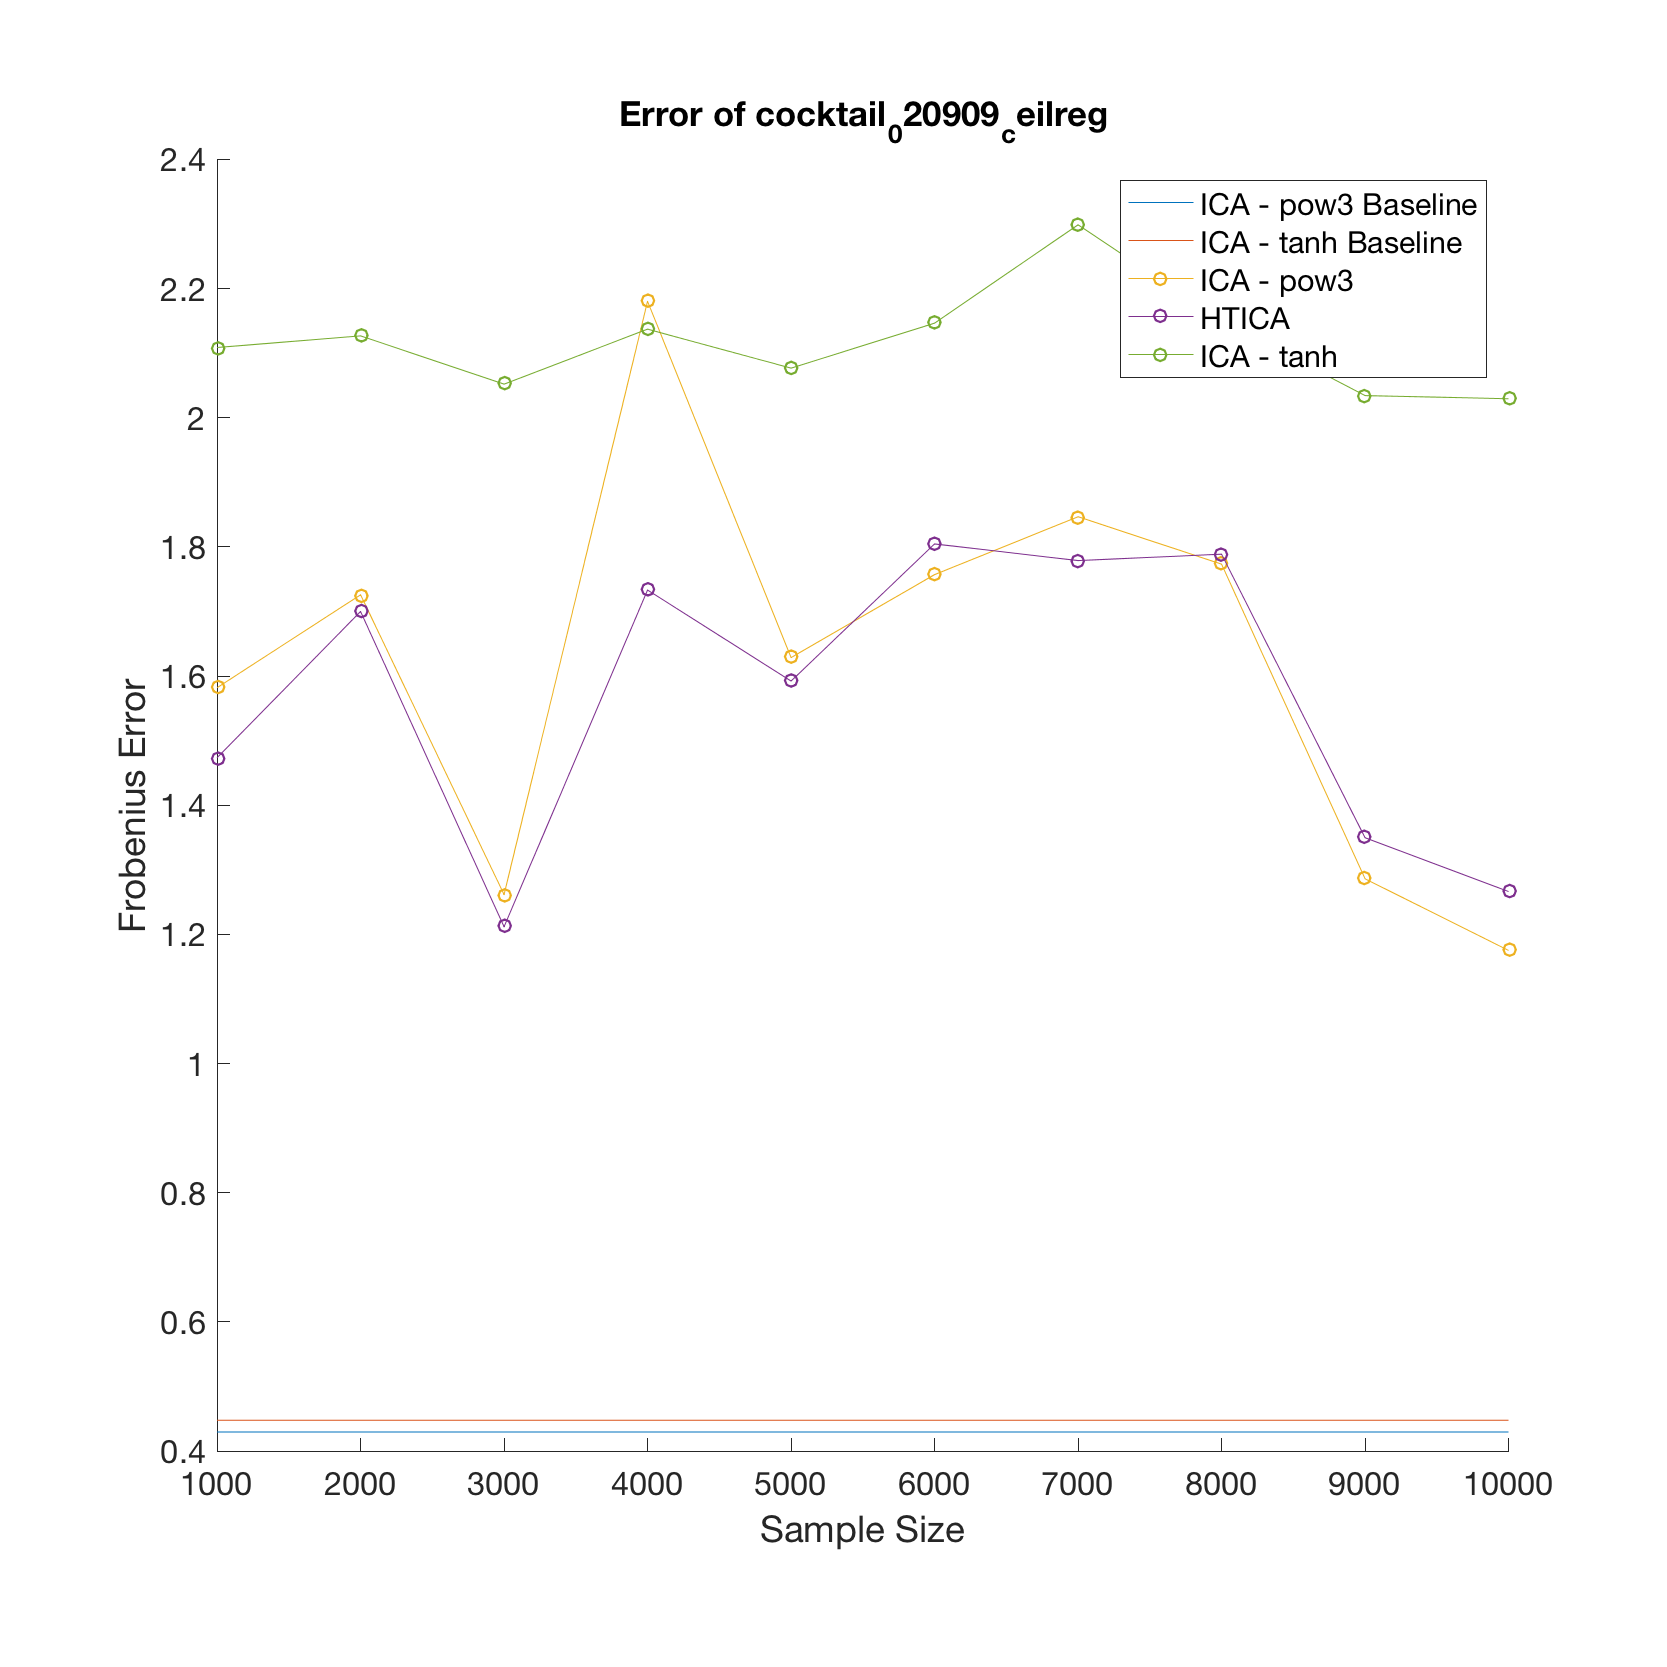 Error of cocktail_020909_ceilreg
2.4
2.2
2
1.8
1.6
1.4
1.2
1
0.8
0.6
0.4
Frobenius Error
ICA - pow3 Baseline
ICA - tanh Baseline
ICA - pow3
HTICA
ICA - tanh
1000 2000 3000 4000 5000 6000 7000 8000 9000 10000
Sample Size